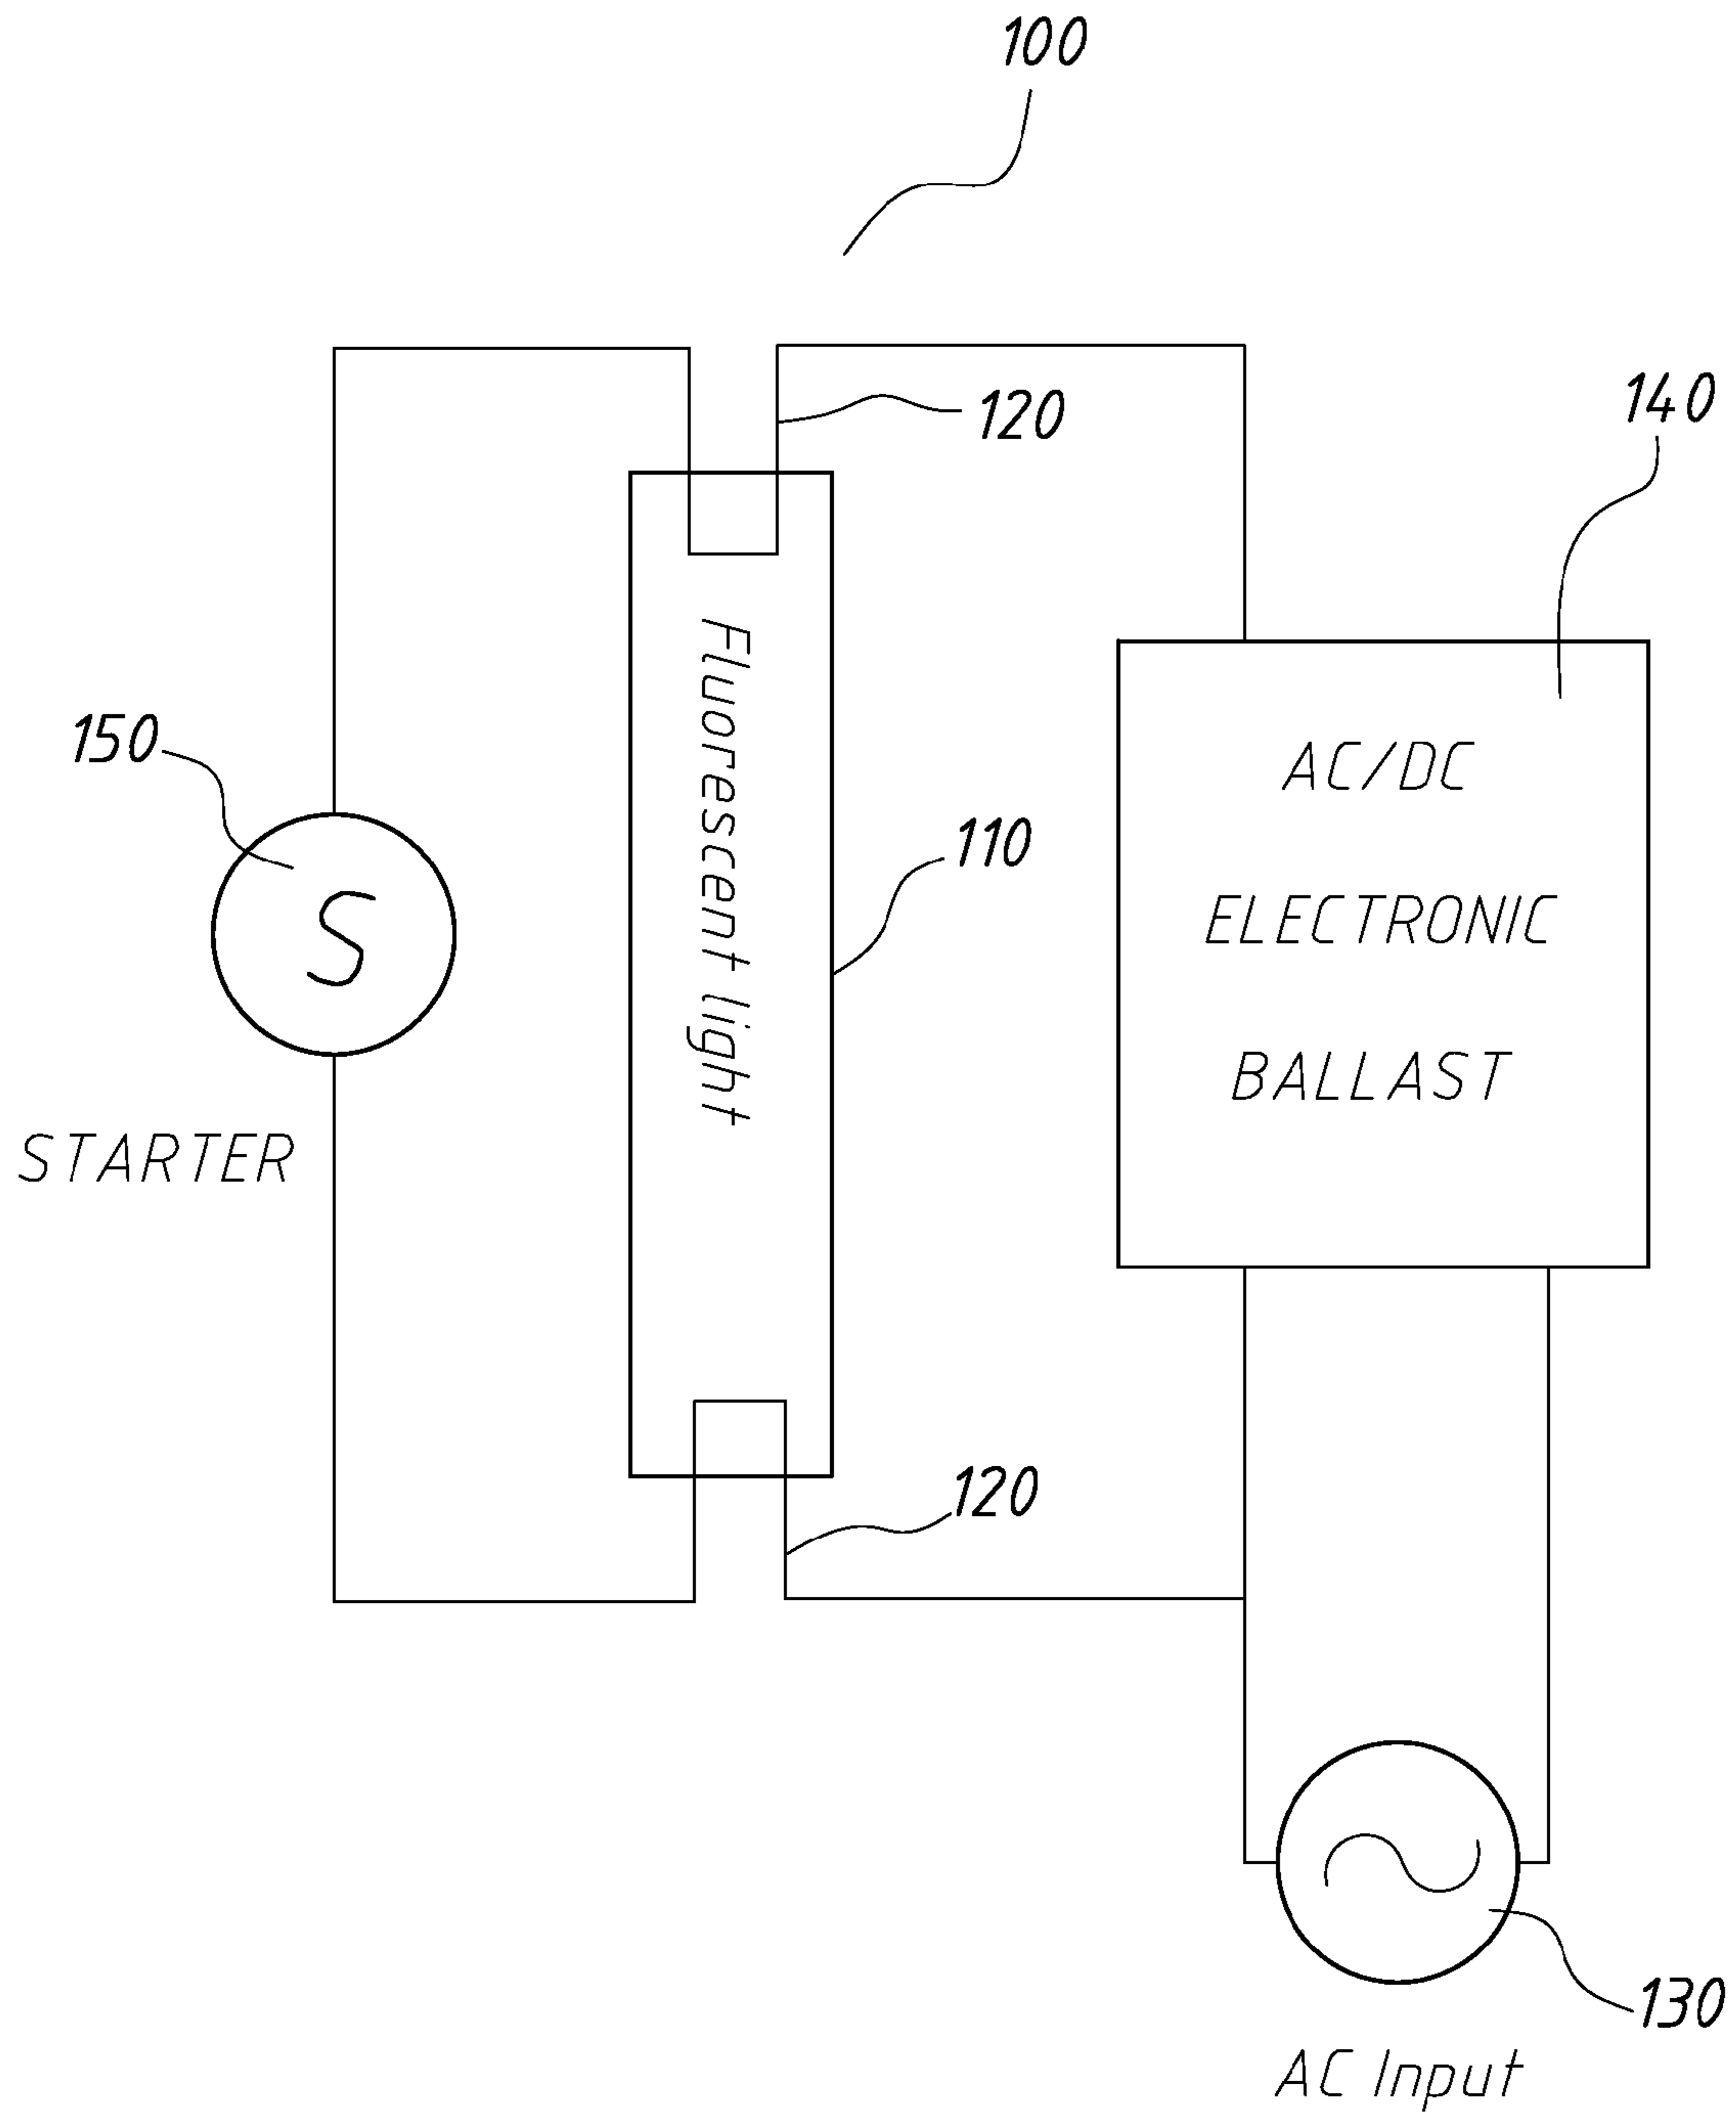 100
120
140
150
Fluorescent light
110
AC/DC
ELECTRONIC
BALLAST
S
STARTER
120
130
AC Input